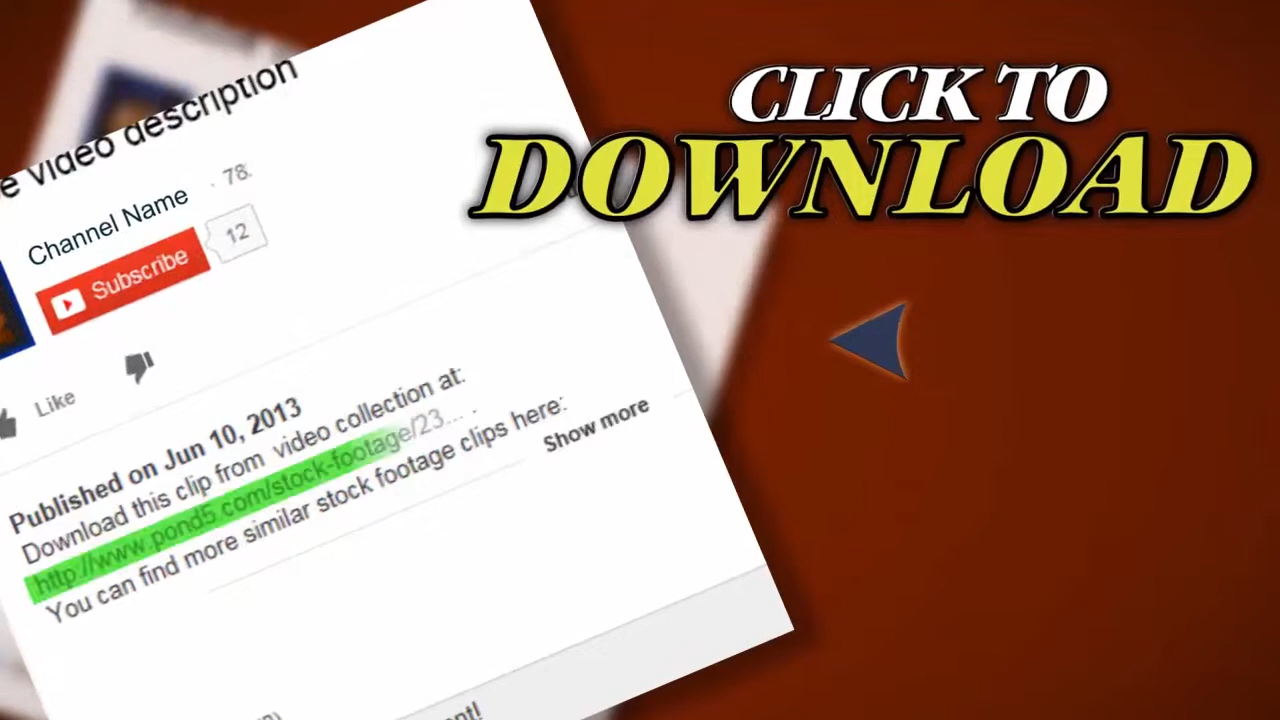 CLICK TO
DOWNLOAD
e video description
Channel Name
78
Subscribe
12
Like
Published on Jun 10, 2013
Download this clip from video collection at:
http://www.pond5.com/stock-footage/23...
You can find more similar stock footage clips here:
Show more